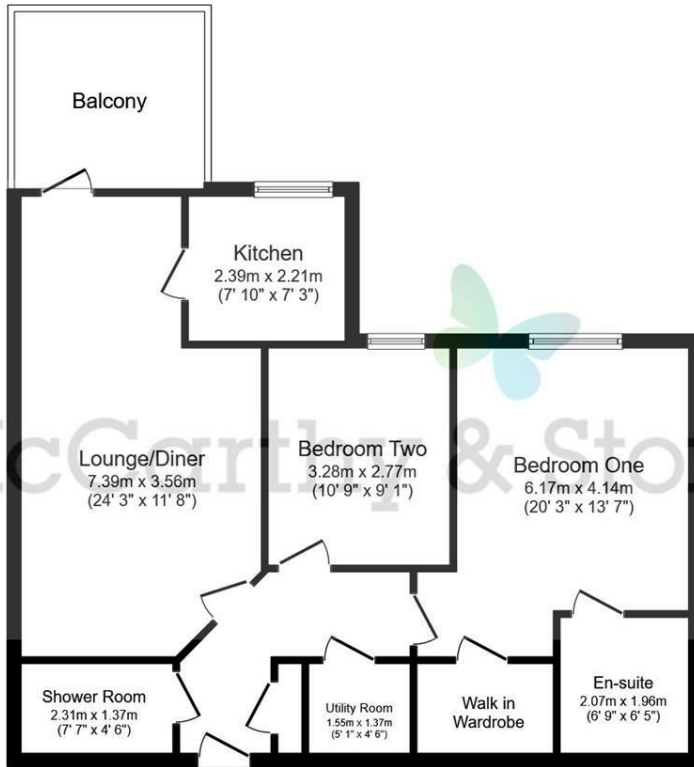 Balcony
Kitchen
2.39m x 2.21m
(7' 10" x 7' 3")
Lounge/Diner
7.39m x 3.56m
(24' 3" x 11' 8")
Bedroom Two
3.28m x 2.77m
(10' 9" x 9' 1")
Bedroom One
6.17m x 4.14m
(20' 3" x 13' 7")
cCarthy & Sto
Shower Room
2.31m x 1.37m
(7' 7" x 4' 6")
Utility Room
1.55m x 1.37m
(5' 1" x 4' 6")
Walk in
Wardrobe
En-suite
2.07m x 1.96m
(6' 9" x 6' 5")